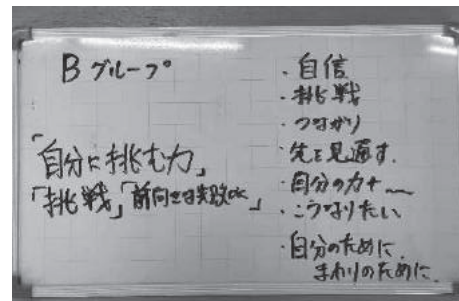 Bグループ
「自分に挑む力」
「挑戦」「前向きな失敗OK」
・自信
・挑戦
・つながり
・先を見通す.
・自分の力+
・こうなりたい
・自分のために.
まわりのために.